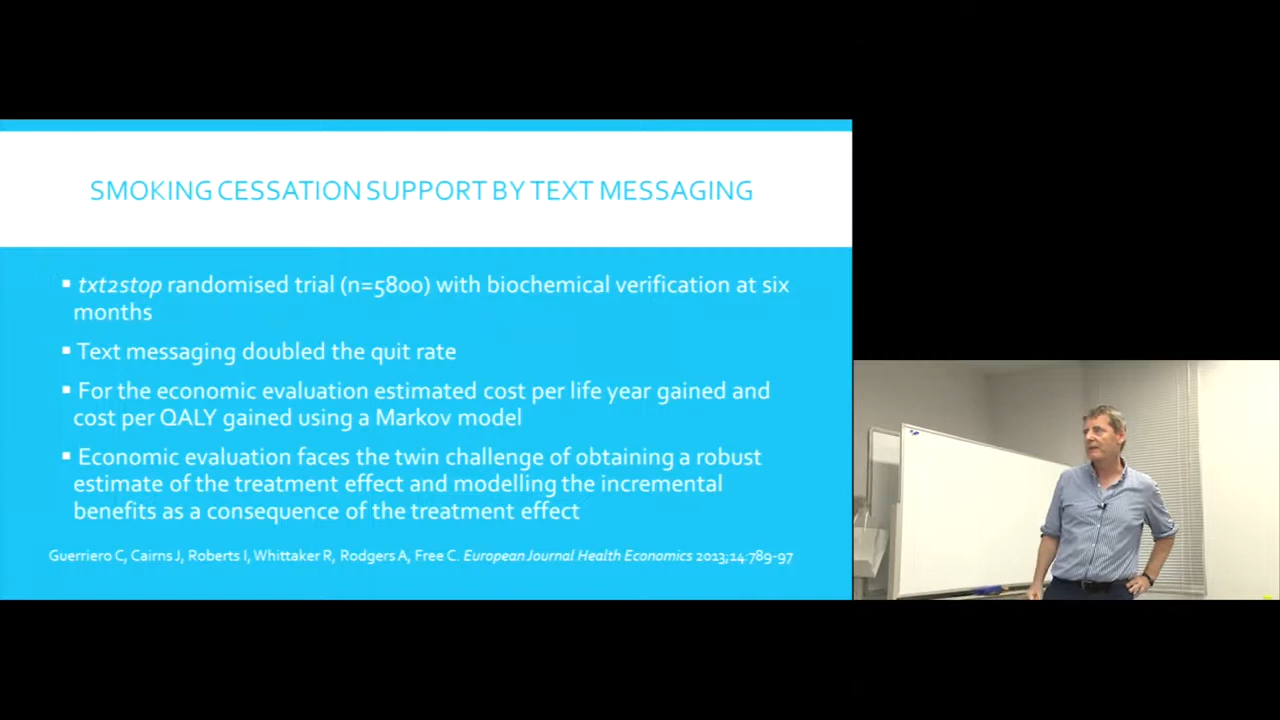 SMOKING CESSATION SUPPORT BY TEXT MESSAGING
▪ txt2stop randomised trial (n=5800) with biochemical verification at six
months
▪ Text messaging doubled the quit rate
▪ For the economic evaluation estimated cost per life year gained and
cost per QALY gained using a Markov model
▪ Economic evaluation faces the twin challenge of obtaining a robust
estimate of the treatment effect and modelling the incremental
benefits as a consequence of the treatment effect
Guerriero C, Cairns J, Roberts I, Whittaker R, Rodgers A, Free C. European Journal Health Economics 2013;14:789-97